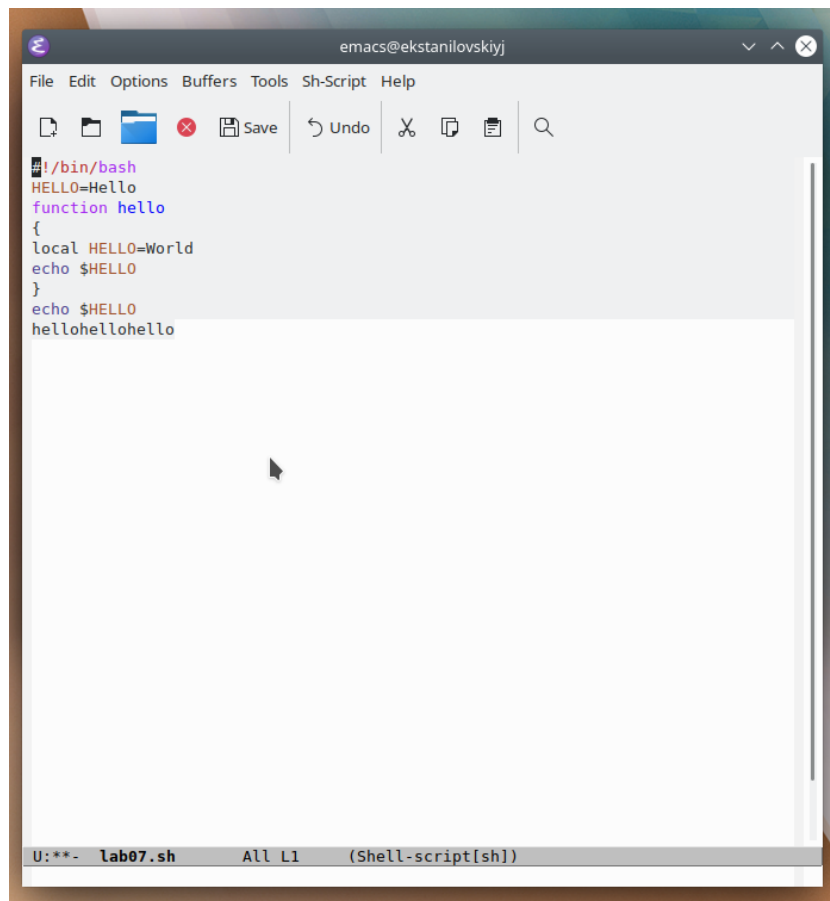 emacs@ekstanilovskiyj
File Edit Options Buffers Tools Sh-Script Help
Save Undo
#!/bin/bash
HELLO=Hello
function hello
{
local HELLO=World
echo $HELLO
}
echo $HELLO
hellohellohello
U:**- lab07.sh All L1 (Shell-script[sh])